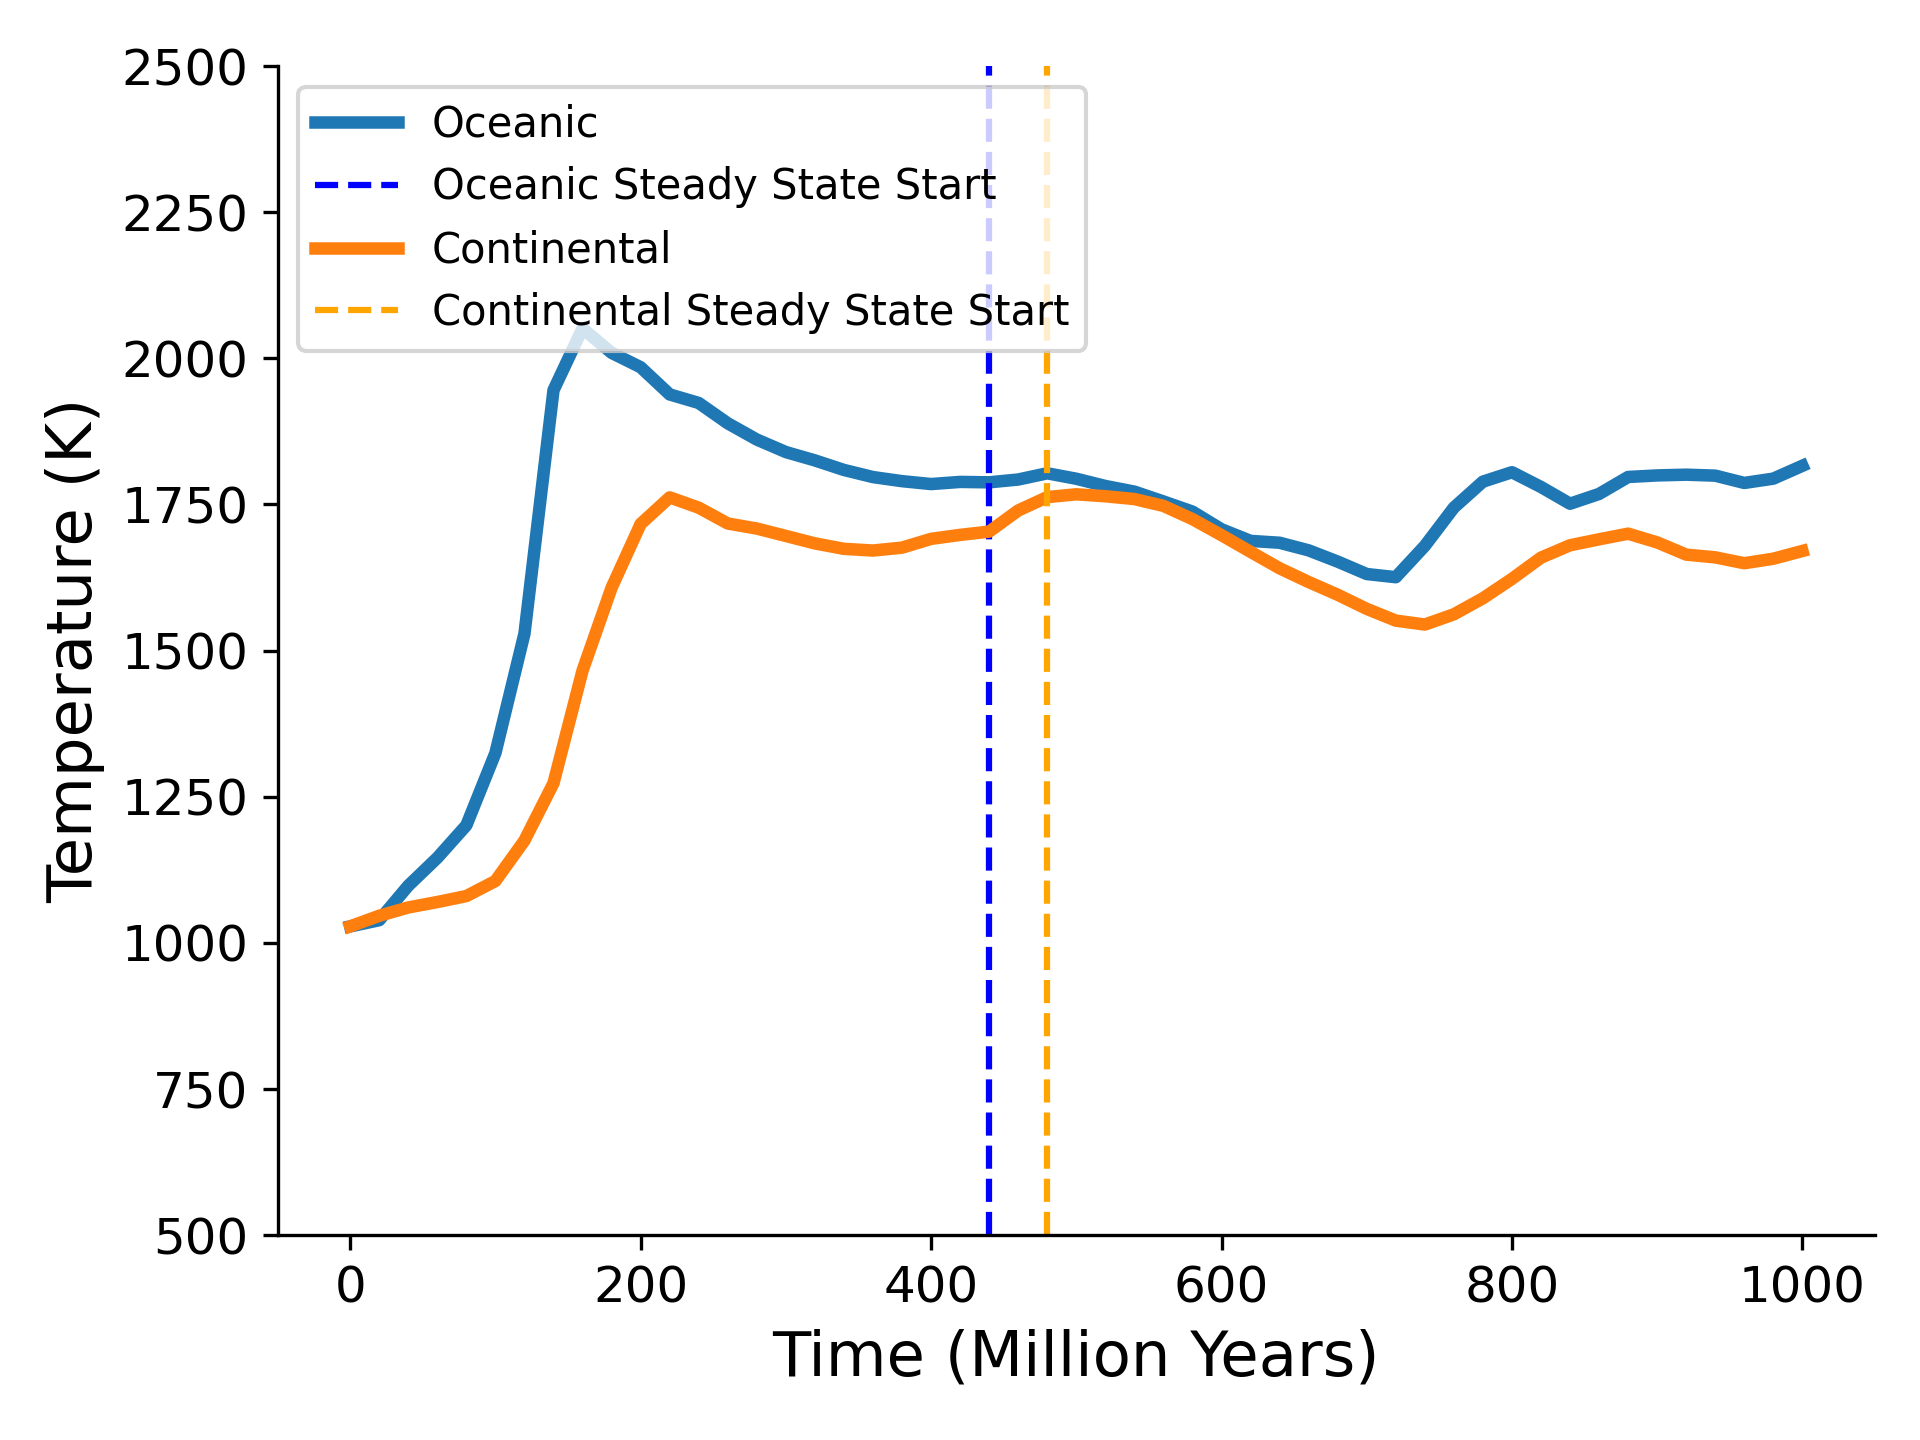 2500
2250
2000
1750
1500
1250
1000
750
500
Temperature (K)
Oceanic
Oceanic Steady State Start
Continental
Continental Steady State Start
0 200 400 600 800 1000
Time (Million Years)